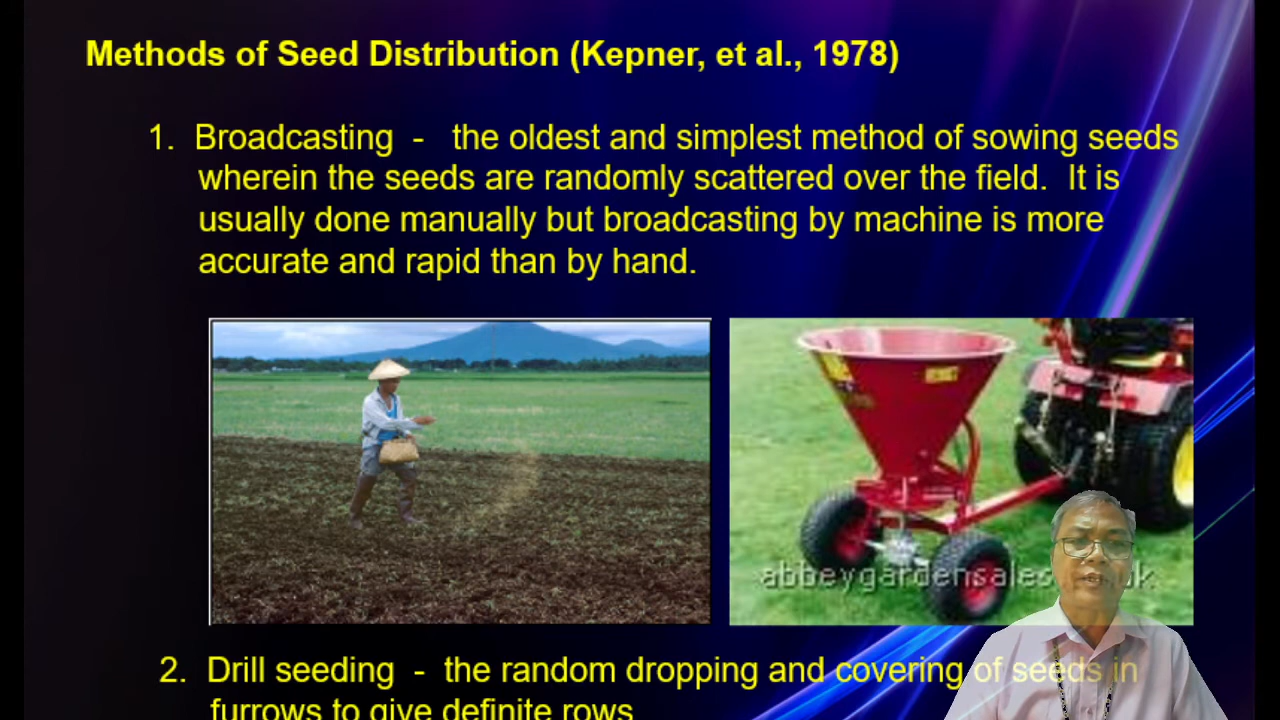 Methods of Seed Distribution (Kepner, et al., 1978)
1. Broadcasting - the oldest and simplest method of sowing seeds
wherein the seeds are randomly scattered over the field. It is
usually done manually but broadcasting by machine is more
accurate and rapid than by hand.
abbeygardensales
2. Drill seeding - the random dropping and covering of seeds in
furrows to give definite rows